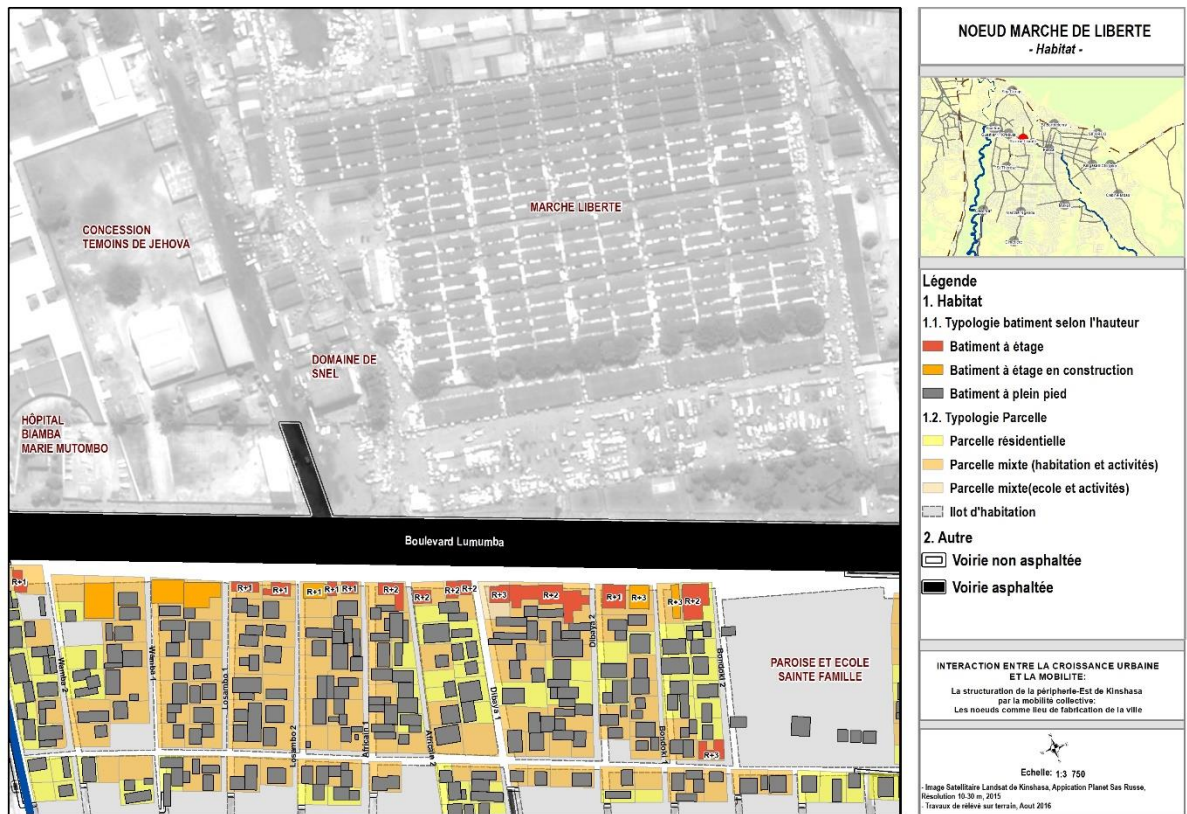 NOEUD MARCHE DE LIBERTE
- Habitat -
CONCESSION
TEMOINS DE JEHOVA
MARCHE LIBERTE
DOMAINE DE
SNEL
HÔPITAL
BIAMBA
MARIE MUTOMBO
Boulevard Lumumba
R+1
R+1
R+1
R+1
R+1
R+1
R+2
R+2
R+2
R+3
R+2
R+1
R+3
R+2
R+3
Wamba 2
Wamba 1
Losambo 1
Losambo 2
African 1
African 2
Dibaya 1
Dibaya 2
Bondoki 1
Bondoki 2
PAROISE ET ECOLE
SAINTE FAMILLE
Légende
1. Habitat
1.1. Typologie batiment selon l'hauteur
Batiment à étage
Batiment à étage en construction
Batiment à plein pied
1.2. Typologie Parcelle
Parcelle résidentielle
Parcelle mixte (habitation et activités)
Parcelle mixte(ecole et activités)
Ilot d'habitation
2. Autre
Voirie non asphaltée
Voirie asphaltée
INTERACTION ENTRE LA CROISSANCE URBAINE
ET LA MOBILITE:
La structuration de la péripherie-Est de Kinshasa
par la mobilité collective:
Les noeuds comme lieu de fabrication de la ville
Echelle: 1:3 750
- Image Satellitaire Landsat de Kinshasa, Appication Planet Sas Russe,
Résolution 10-30 m, 2015
- Travaux de rélévé sur terrain, Aout 2016